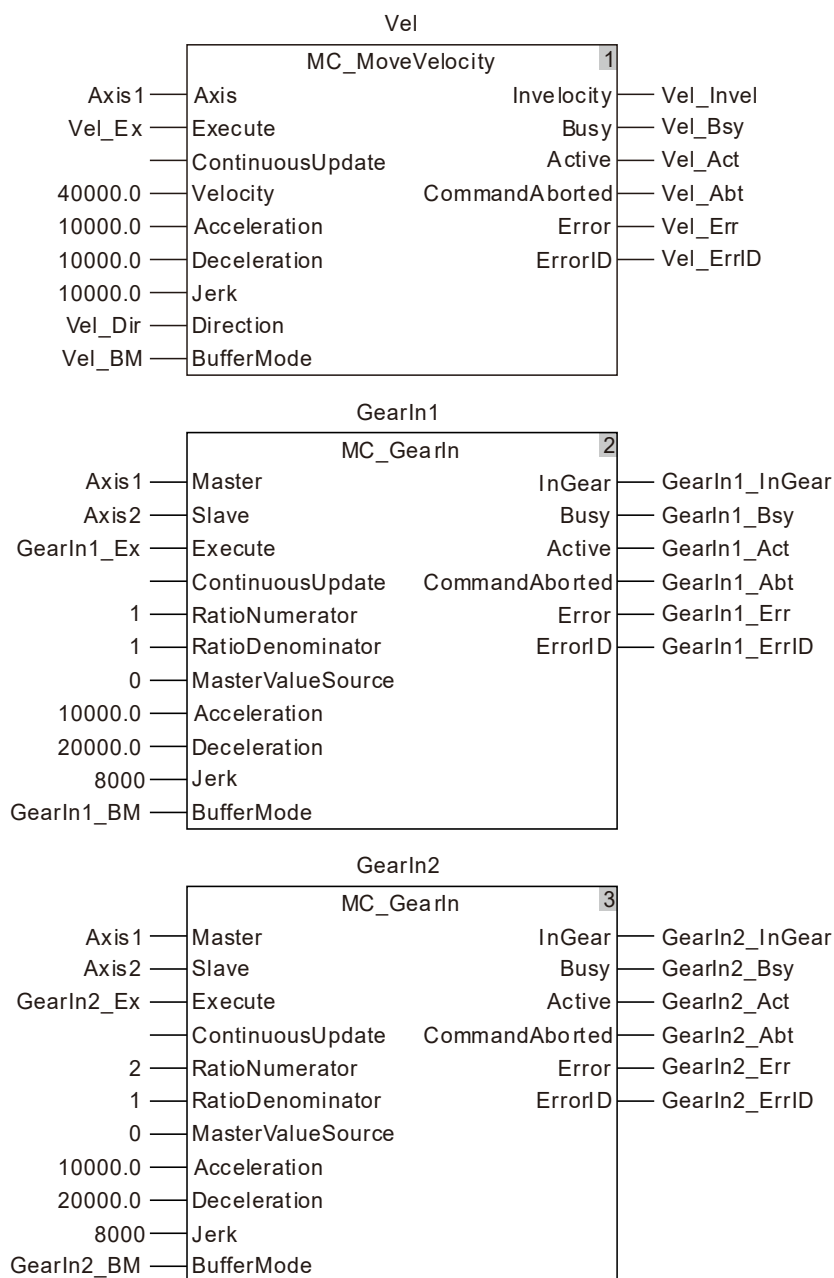 Vel
MC_MoveVelocity 1
Axis1 Axis Invelocity Vel_Invel
Vel_Ex Execute Busy Vel_Bsy
ContinuousUpdate Active Vel_Act
40000.0 Velocity CommandAborted Vel_Abt
10000.0 Acceleration Error Vel_Err
10000.0 Deceleration ErrorID Vel_ErrID
10000.0 Jerk
Vel_Dir Direction
Vel_BM BufferMode
GearIn1
MC_GearIn 2
Axis1 Master InGear GearIn1_InGear
Axis2 Slave Busy GearIn1_Bsy
GearIn1_Ex Execute Active GearIn1_Act
ContinuousUpdate CommandAborted GearIn1_Abt
1 RatioNumerator Error GearIn1_Err
1 RatioDenominator ErrorID GearIn1_ErrID
0 MasterValueSource
10000.0 Acceleration
20000.0 Deceleration
8000 Jerk
GearIn1_BM BufferMode
GearIn2
MC_GearIn 3
Axis1 Master InGear GearIn2_InGear
Axis2 Slave Busy GearIn2_Bsy
GearIn2_Ex Execute Active GearIn2_Act
ContinuousUpdate CommandAborted GearIn2_Abt
2 RatioNumerator Error GearIn2_Err
1 RatioDenominator ErrorID GearIn2_ErrID
0 MasterValueSource
10000.0 Acceleration
20000.0 Deceleration
8000 Jerk
GearIn2_BM BufferMode